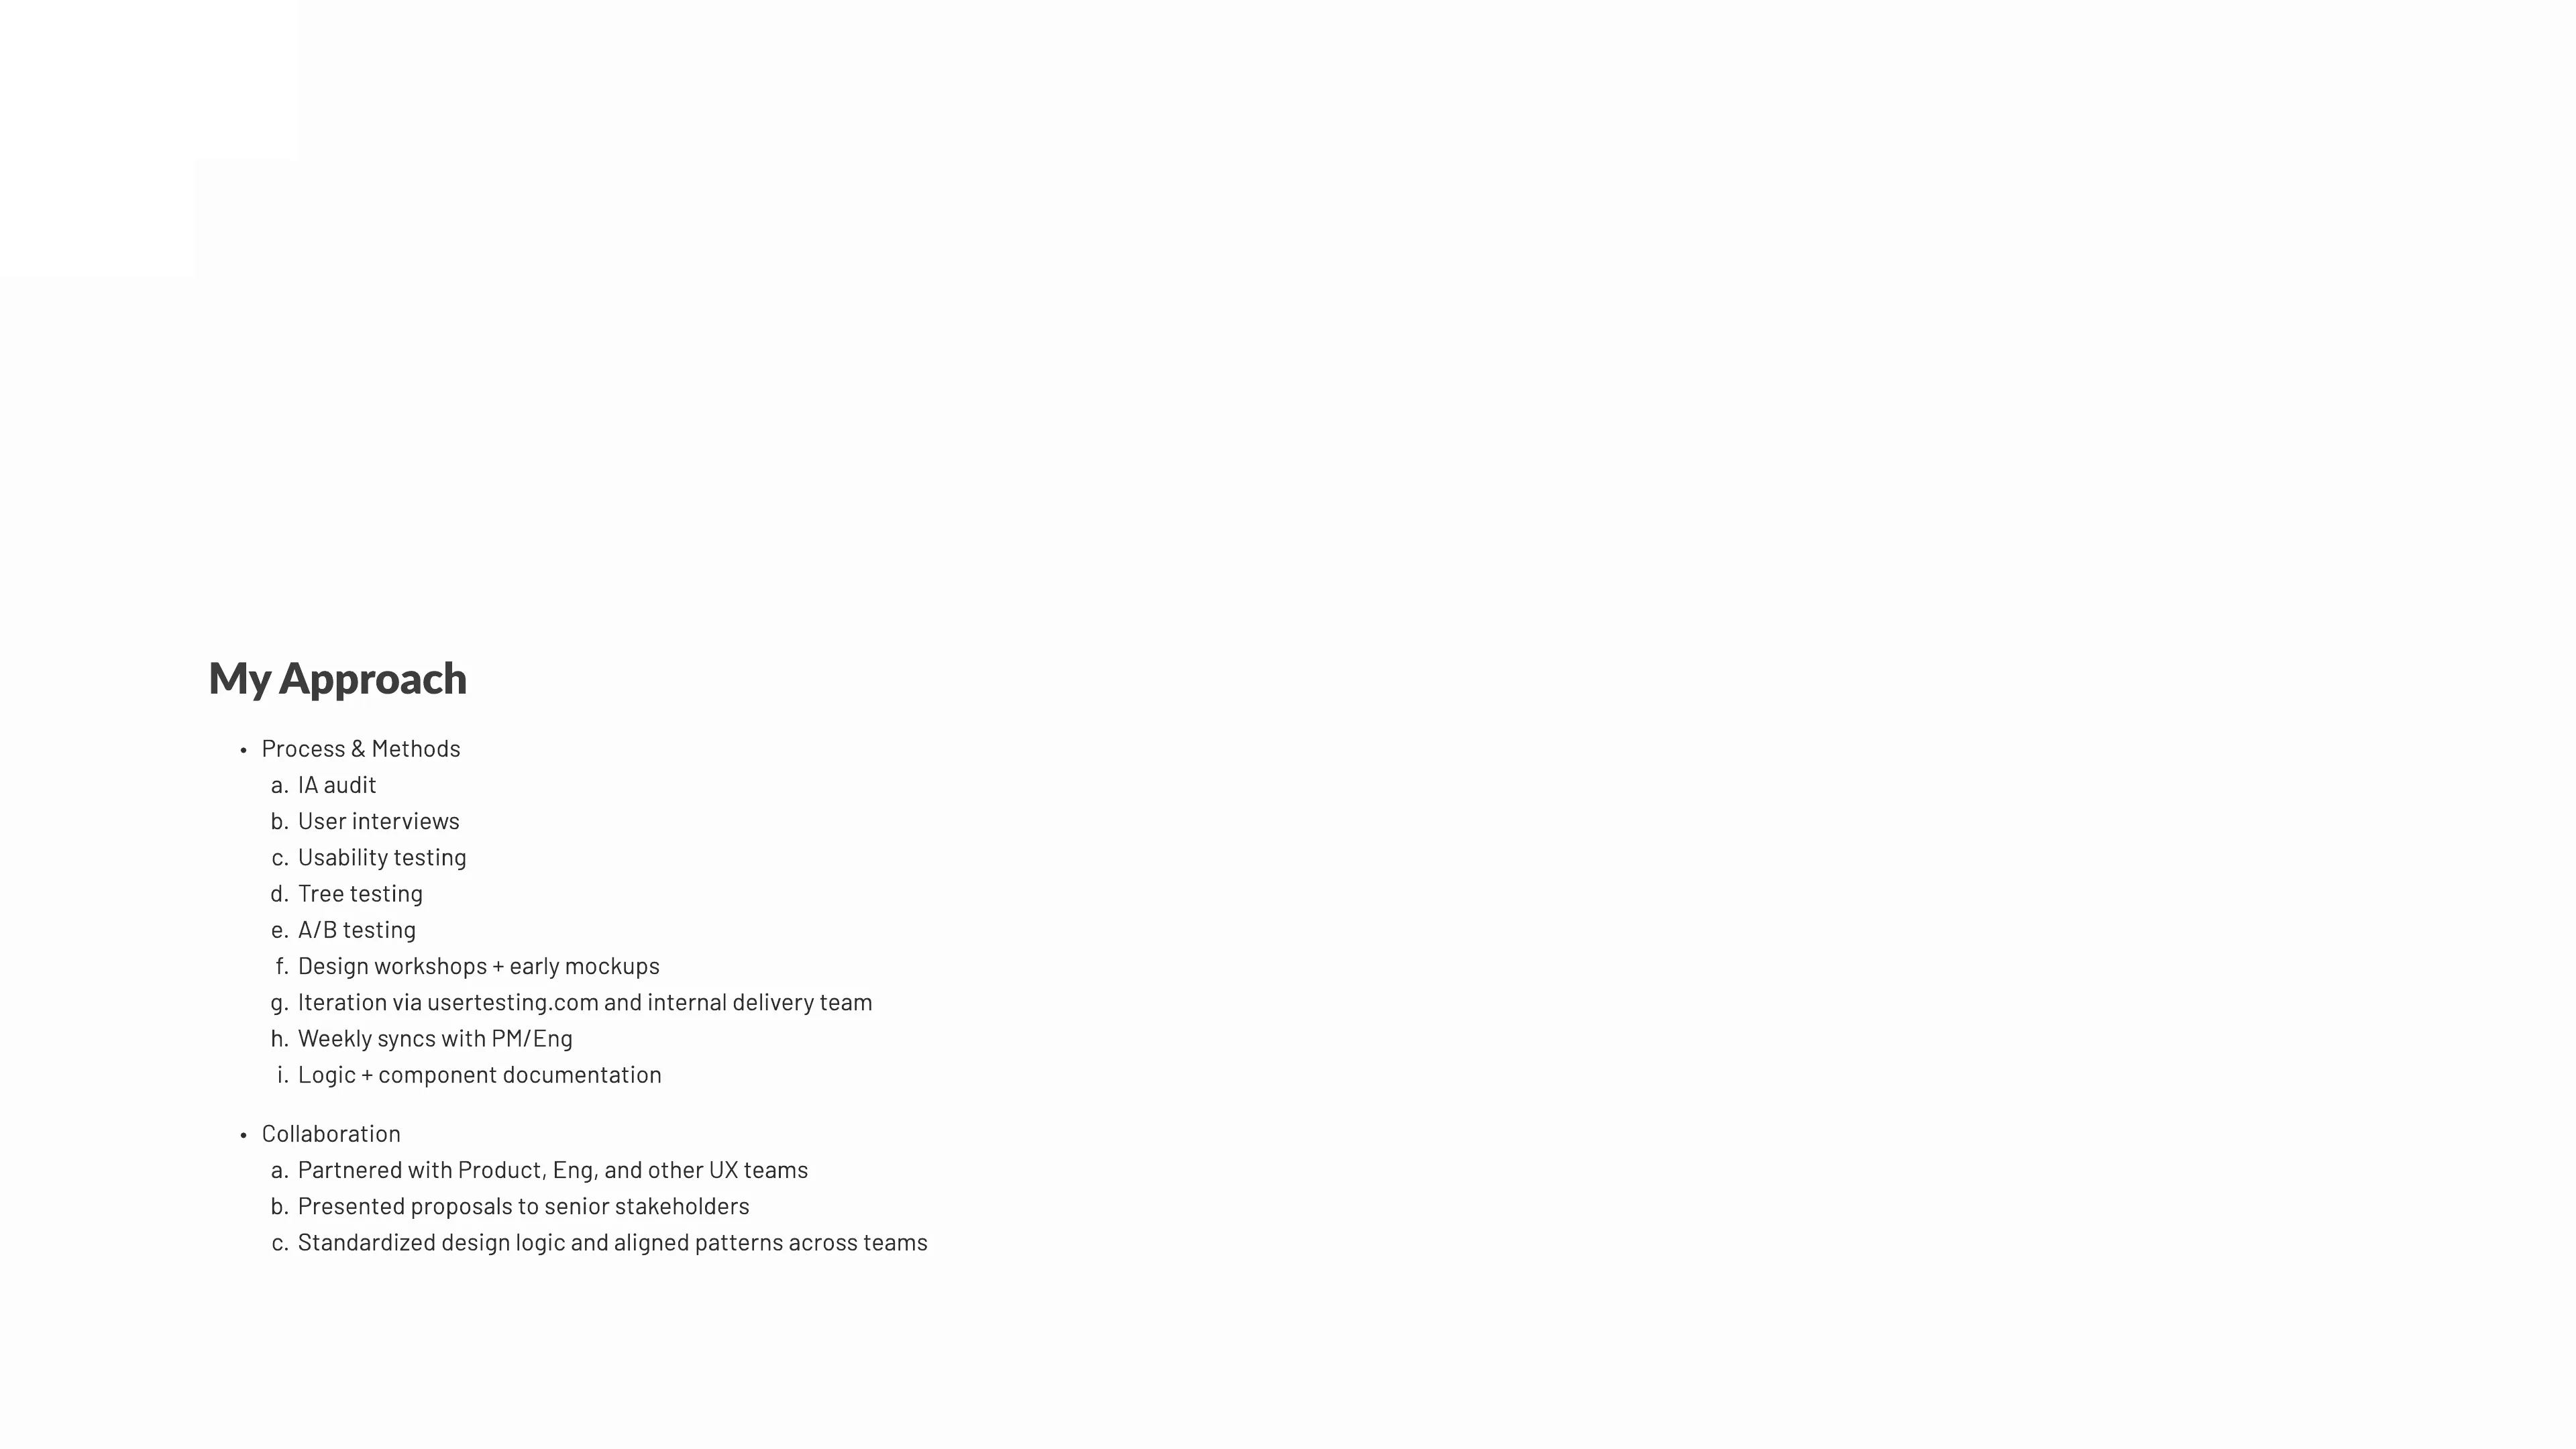 My Approach
• Process & Methods
a. IA audit
b. User interviews
c. Usability testing
d. Tree testing
e. A/B testing
f. Design workshops + early mockups
g. Iteration via usertesting.com and internal delivery team
h. Weekly syncs with PM/Eng
i. Logic + component documentation
• Collaboration
a. Partnered with Product, Eng, and other UX teams
b. Presented proposals to senior stakeholders
c. Standardized design logic and aligned patterns across teams